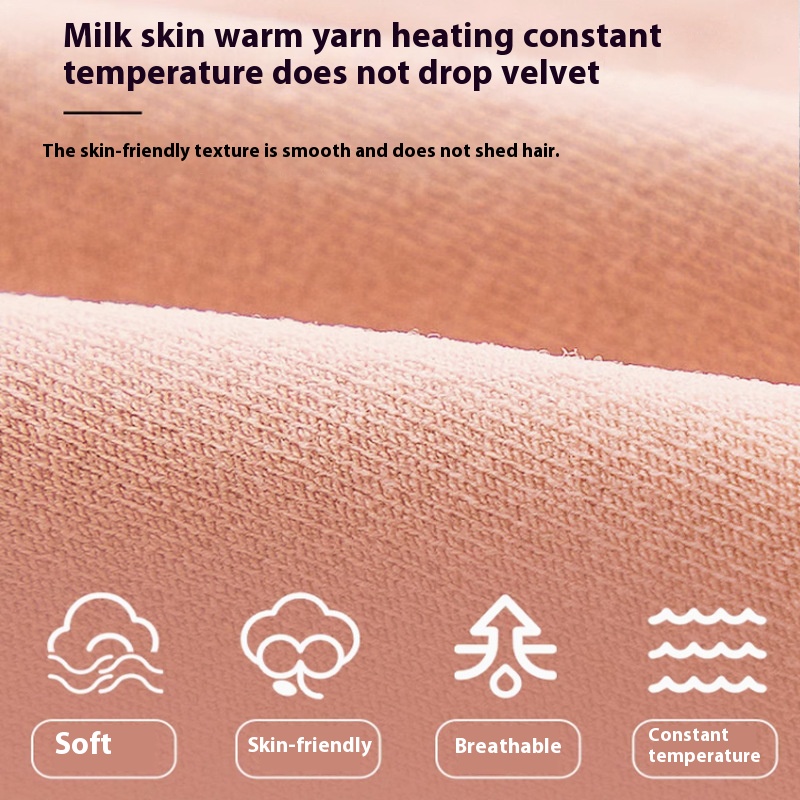 Milk skin warm yarn heating constant
temperature does not drop velvet
The skin-friendly texture is smooth and does not shed hair.
Soft
Skin-friendly
Breathable
Constant
temperature